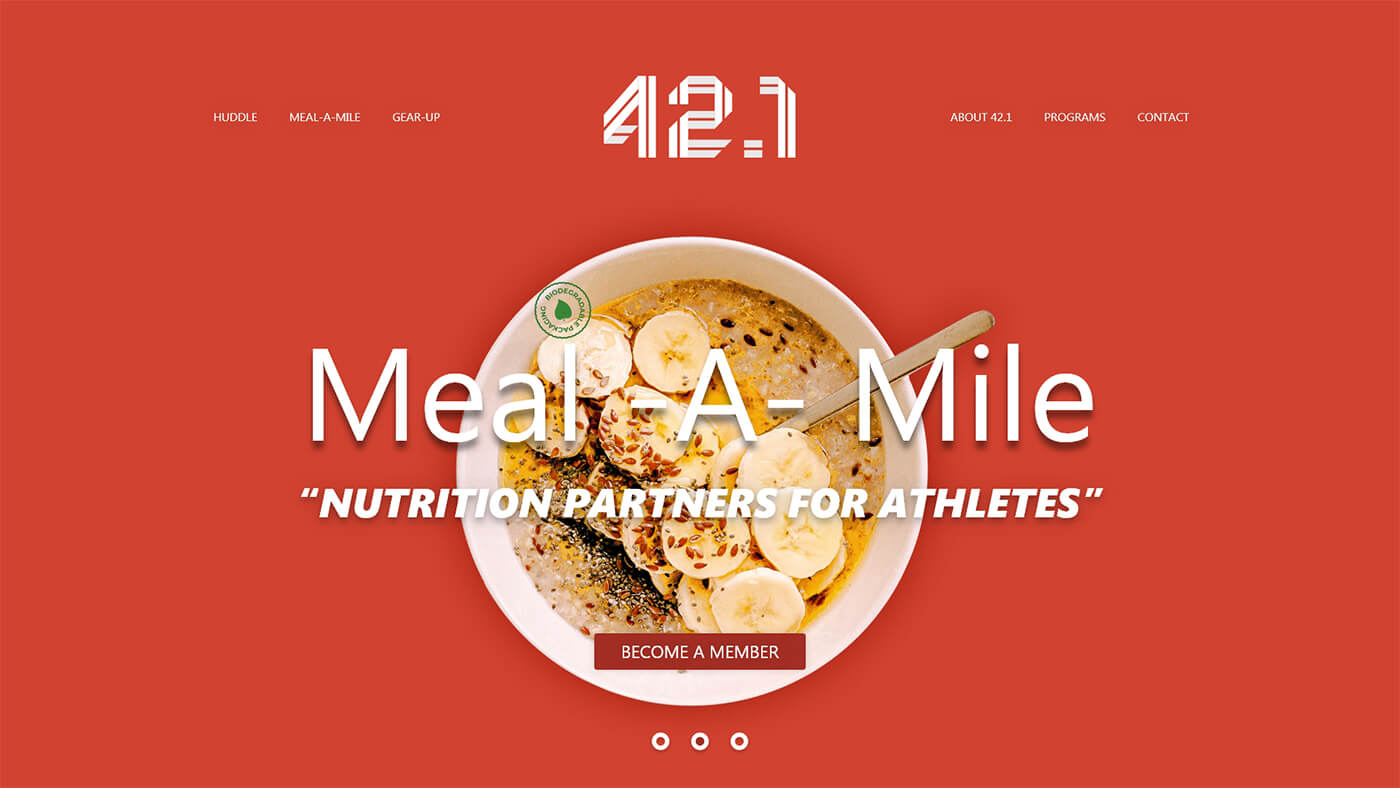 HUDDLE MEAL-A-MILE GEAR-UP 42.1 ABOUT 42.1 PROGRAMS CONTACT
BIODEGRADABLE PACKAGING
Meal -A- Mile
“NUTRITION PARTNERS FOR ATHLETES”
BECOME A MEMBER